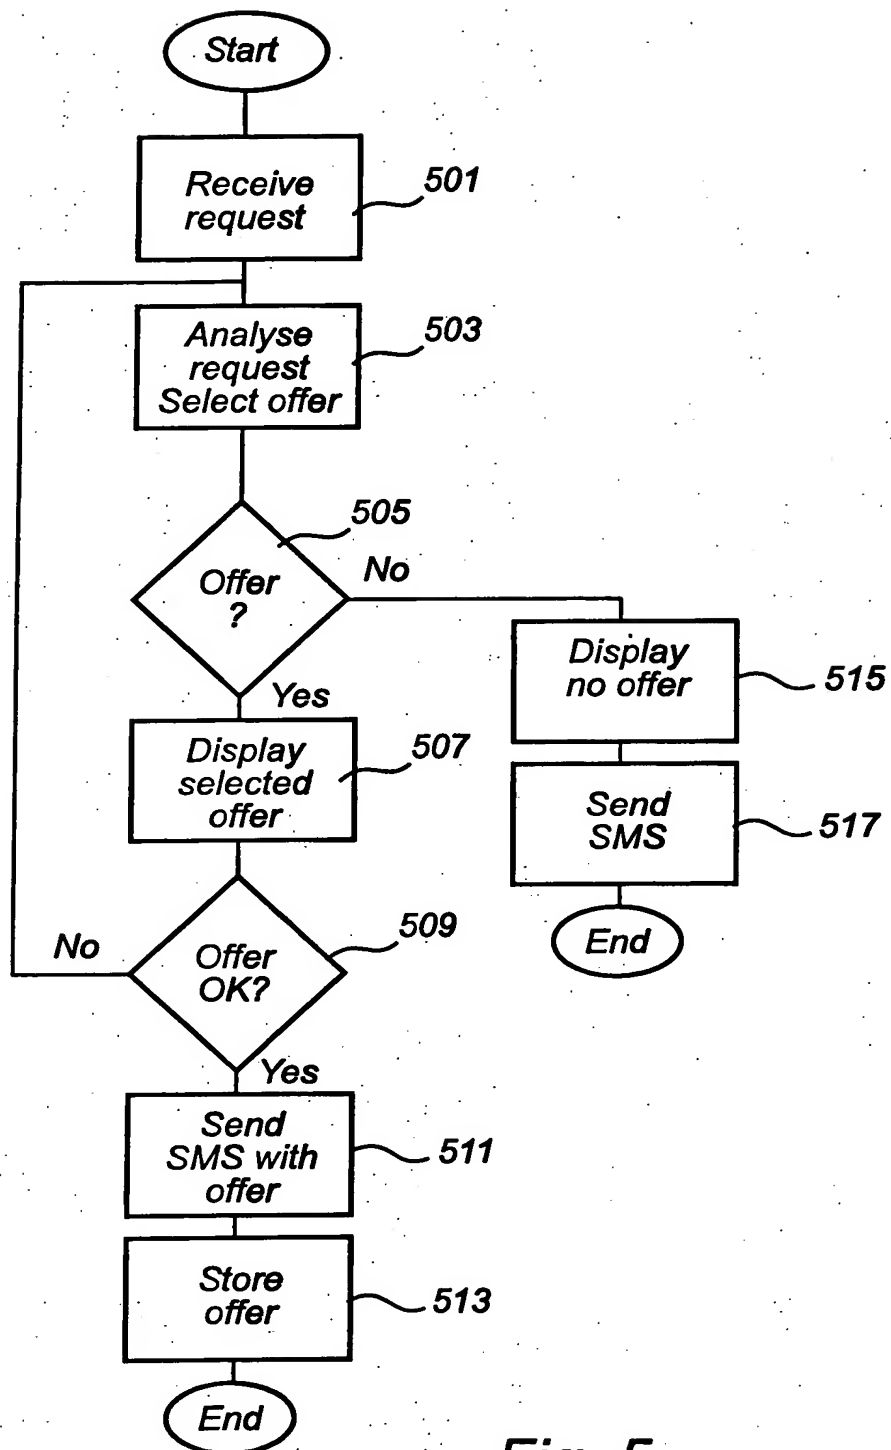 Start
Receive
request
501
Analyse
request
Select offer
503
505
Offer
?
No
Yes
Display
no offer
515
Display
selected
offer
507
Send
SMS
517
End
509
No
Offer
OK?
Yes
Send
SMS with
offer
511
Store
offer
513
End
Fig. 5